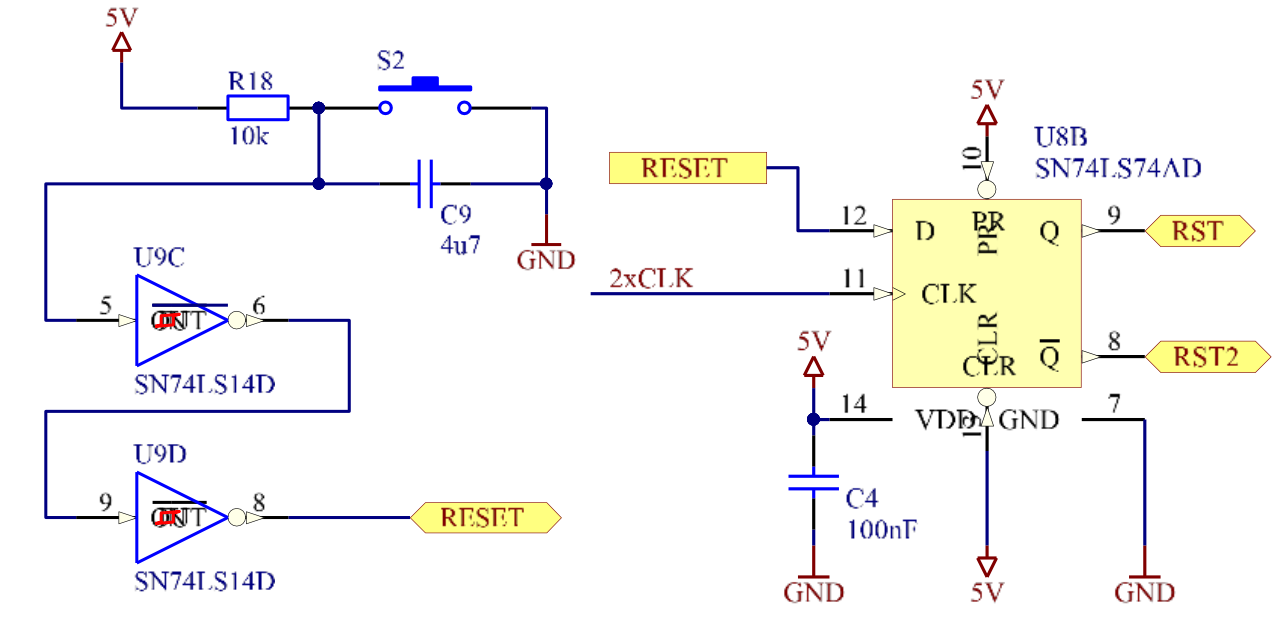 5V
R18
10k
S2
C9
4u7
GND
U9C
5
6
OUT
SN74LS14D
U9D
9
8
OUT
SN74LS14D
RESET
RESET
2xCLK
5V
10
U8B
SN74LS74AD
12
D
PR
PR
Q
9
RST
11
CLK
CLR
CLR
Q
8
RST2
5V
14
VDD
13
GND
7
C4
100nF
GND
5V
GND